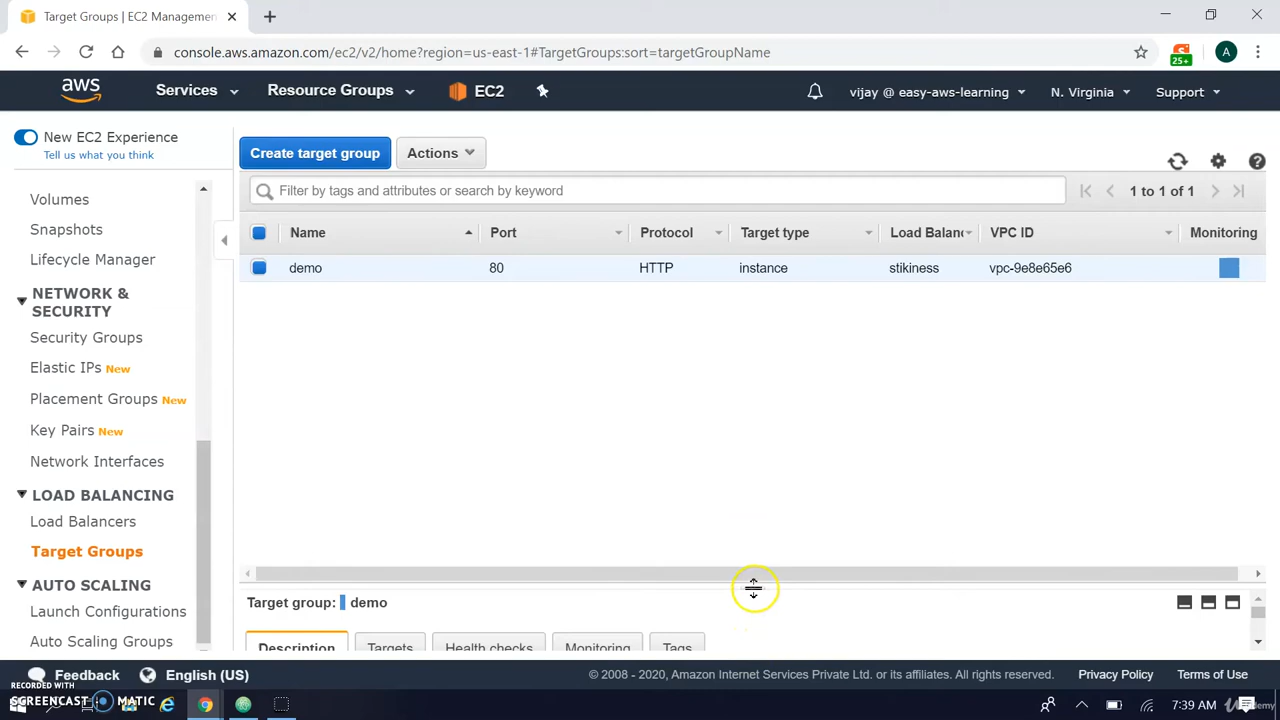 Target Groups | EC2 Managemen
console.aws.amazon.com/ec2/v2/home?region=us-east-1#TargetGroups:sort=targetGroupName
25+
A
aws
Services
Resource Groups
EC2
vijay @ easy-aws-learning
N. Virginia
Support
New EC2 Experience
Tell us what you think
Volumes
Snapshots
Lifecycle Manager
NETWORK &
SECURITY
Security Groups
Elastic IPs New
Placement Groups New
Key Pairs New
Network Interfaces
LOAD BALANCING
Load Balancers
Target Groups
AUTO SCALING
Launch Configurations
Auto Scaling Groups
Create target group
Actions
Filter by tags and attributes or search by keyword
1 to 1 of 1
Name Port Protocol Target type Load Balanc VPC ID Monitoring
demo 80 HTTP instance stikiness vpc-9e8e65e6
Target group: demo
Description Targets Health checks Monitoring Tags
Feedback
English (US)
© 2008 - 2020, Amazon Internet Services Private Ltd. or its affiliates. All rights reserved.
Privacy Policy
Terms of Use
RECORDED WITH
SCREENCAST MATIC
7:39 AM
Udemy